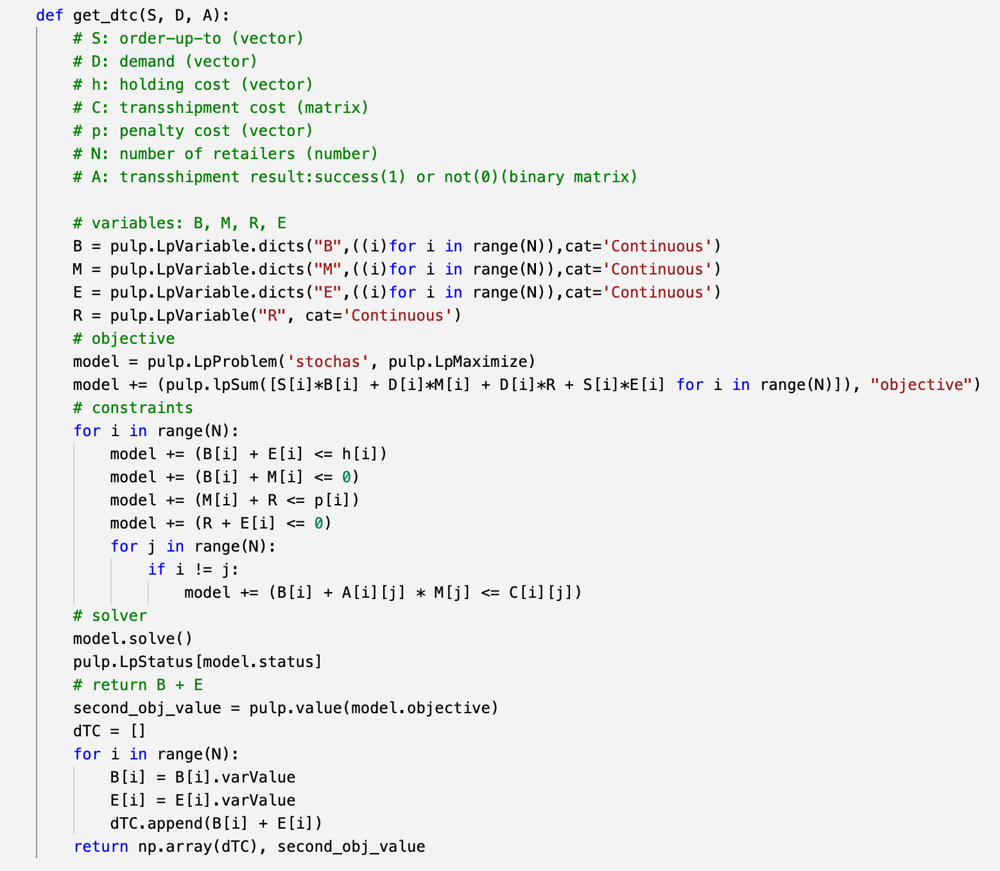 def get_dtc(S, D, A):
    # S: order-up-to (vector)
    # D: demand (vector)
    # h: holding cost (vector)
    # C: transshipment cost (matrix)
    # p: penalty cost (vector)
    # N: number of retailers (number)
    # A: transshipment result:success(1) or not(0)(binary matrix)

    # variables: B, M, R, E
    B = pulp.LpVariable.dicts("B",((i)for i in range(N)),cat='Continuous')
    M = pulp.LpVariable.dicts("M",((i)for i in range(N)),cat='Continuous')
    E = pulp.LpVariable.dicts("E",((i)for i in range(N)),cat='Continuous')
    R = pulp.LpVariable("R", cat='Continuous')
    # objective
    model = pulp.LpProblem('stochas', pulp.LpMaximize)
    model += (pulp.lpSum([S[i]*B[i] + D[i]*M[i] + D[i]*R + S[i]*E[i] for i in range(N)]), "objective")
    # constraints
    for i in range(N):
        model += (B[i] + E[i] <= h[i])
        model += (B[i] + M[i] <= 0)
        model += (M[i] + R <= p[i])
        model += (R + E[i] <= 0)
        for j in range(N):
            if i != j:
                model += (B[i] + A[i][j] * M[j] <= C[i][j])
    # solver
    model.solve()
    pulp.LpStatus[model.status]
    # return B + E
    second_obj_value = pulp.value(model.objective)
    dTC = []
    for i in range(N):
        B[i] = B[i].varValue
        E[i] = E[i].varValue
        dTC.append(B[i] + E[i])
    return np.array(dTC), second_obj_value